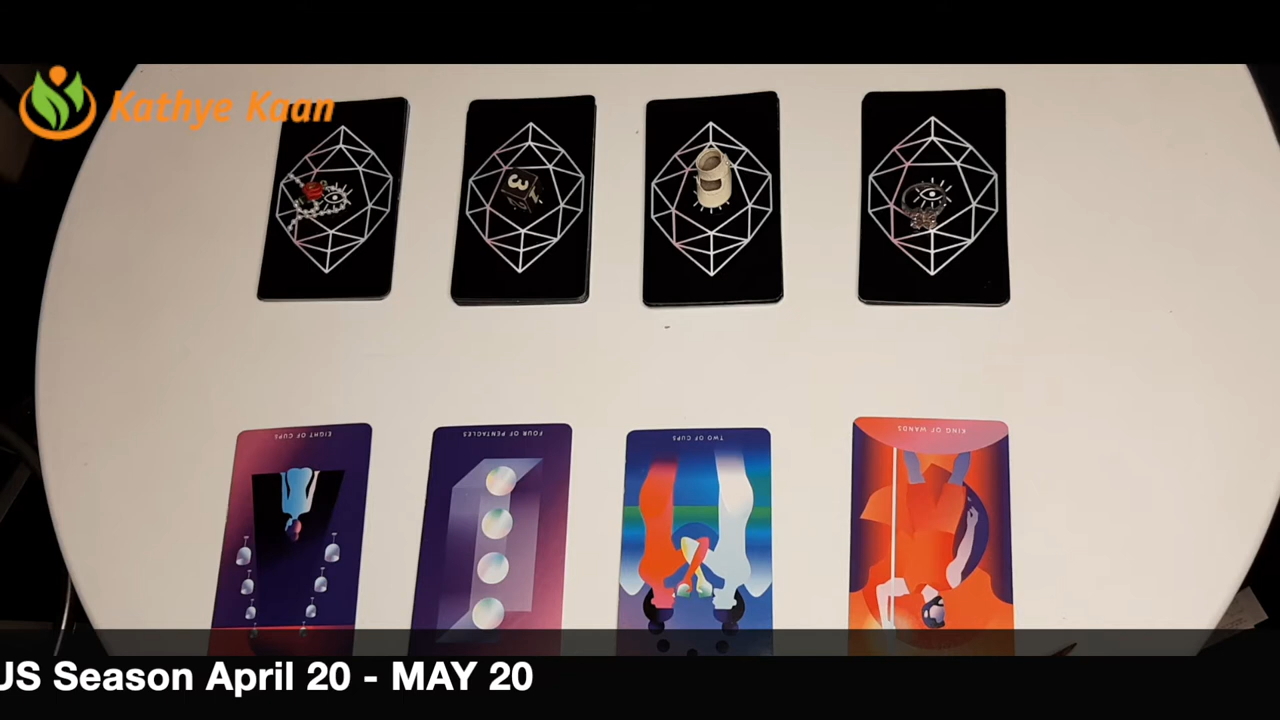 Kathye Kaan
3
EIGHT OF CUPS
FOUR OF PENTACLES
TWO OF CUPS
KING OF WANDS
US Season April 20 - MAY 20